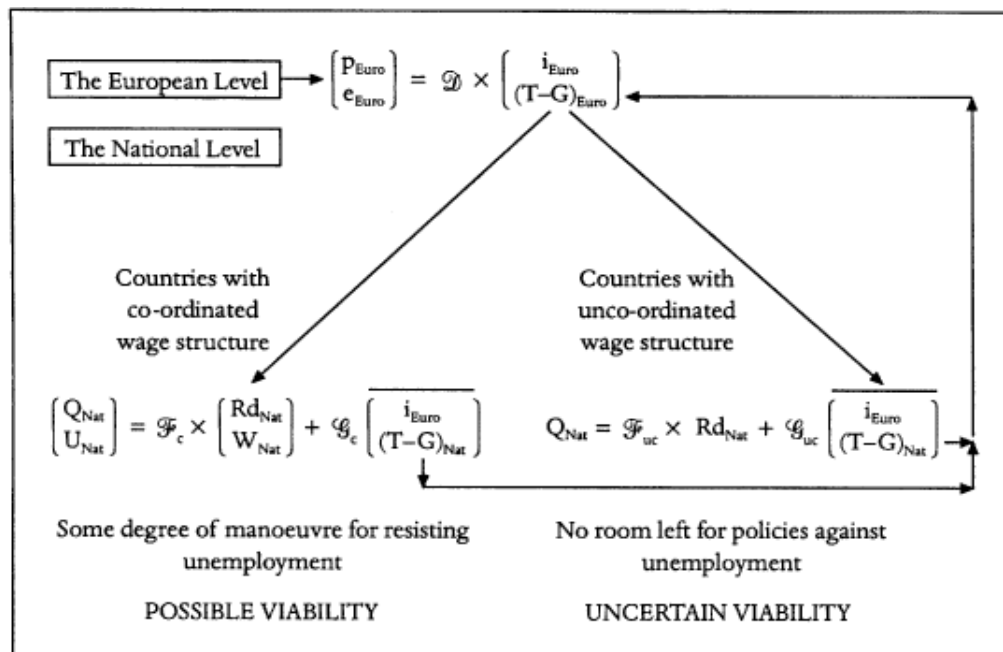 The European Level
(p_Euro e_Euro) = 𝒟 × (i_Euro (T–G)_Euro)
The National Level
Countries with
co-ordinated
wage structure
Countries with
unco-ordinated
wage structure
(Q_Nat U_Nat) = ℱ_c × (Rd_Nat W_Nat) + 𝒢_c (i_Euro (T–G)_Nat)
Q_Nat = ℱ_uc × Rd_Nat + 𝒢_uc (i_Euro (T–G)_Nat)
Some degree of manoeuvre for resisting
unemployment
POSSIBLE VIABILITY
No room left for policies against
unemployment
UNCERTAIN VIABILITY